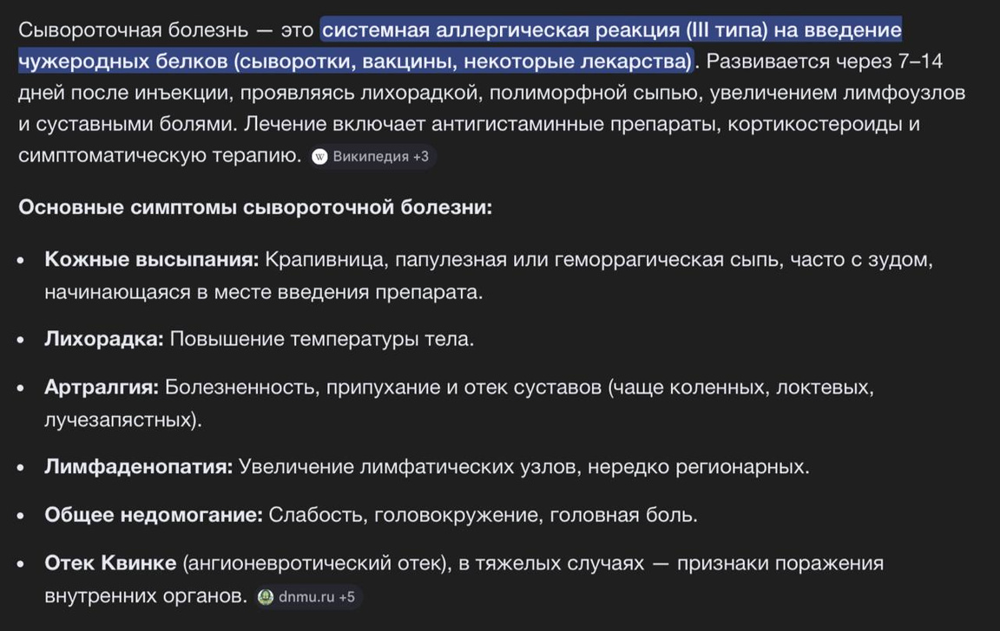 Сывороточная болезнь — это системная аллергическая реакция (III типа) на введение
чужеродных белков (сыворотки, вакцины, некоторые лекарства). Развивается через 7–14
дней после инъекции, проявляясь лихорадкой, полиморфной сыпью, увеличением лимфоузлов
и суставными болями. Лечение включает антигистаминные препараты, кортикостероиды и
симптоматическую терапию. W Википедия +3
Основные симптомы сывороточной болезни:
• Кожные высыпания: Крапивница, папулезная или геморрагическая сыпь, часто с зудом,
начинающаяся в месте введения препарата.
• Лихорадка: Повышение температуры тела.
• Артралгия: Болезненность, припухание и отек суставов (чаще коленных, локтевых,
лучезапястных).
• Лимфаденопатия: Увеличение лимфатических узлов, нередко регионарных.
• Общее недомогание: Слабость, головокружение, головная боль.
• Отек Квинке (ангионевротический отек), в тяжелых случаях — признаки поражения
внутренних органов. dnmu.ru +5